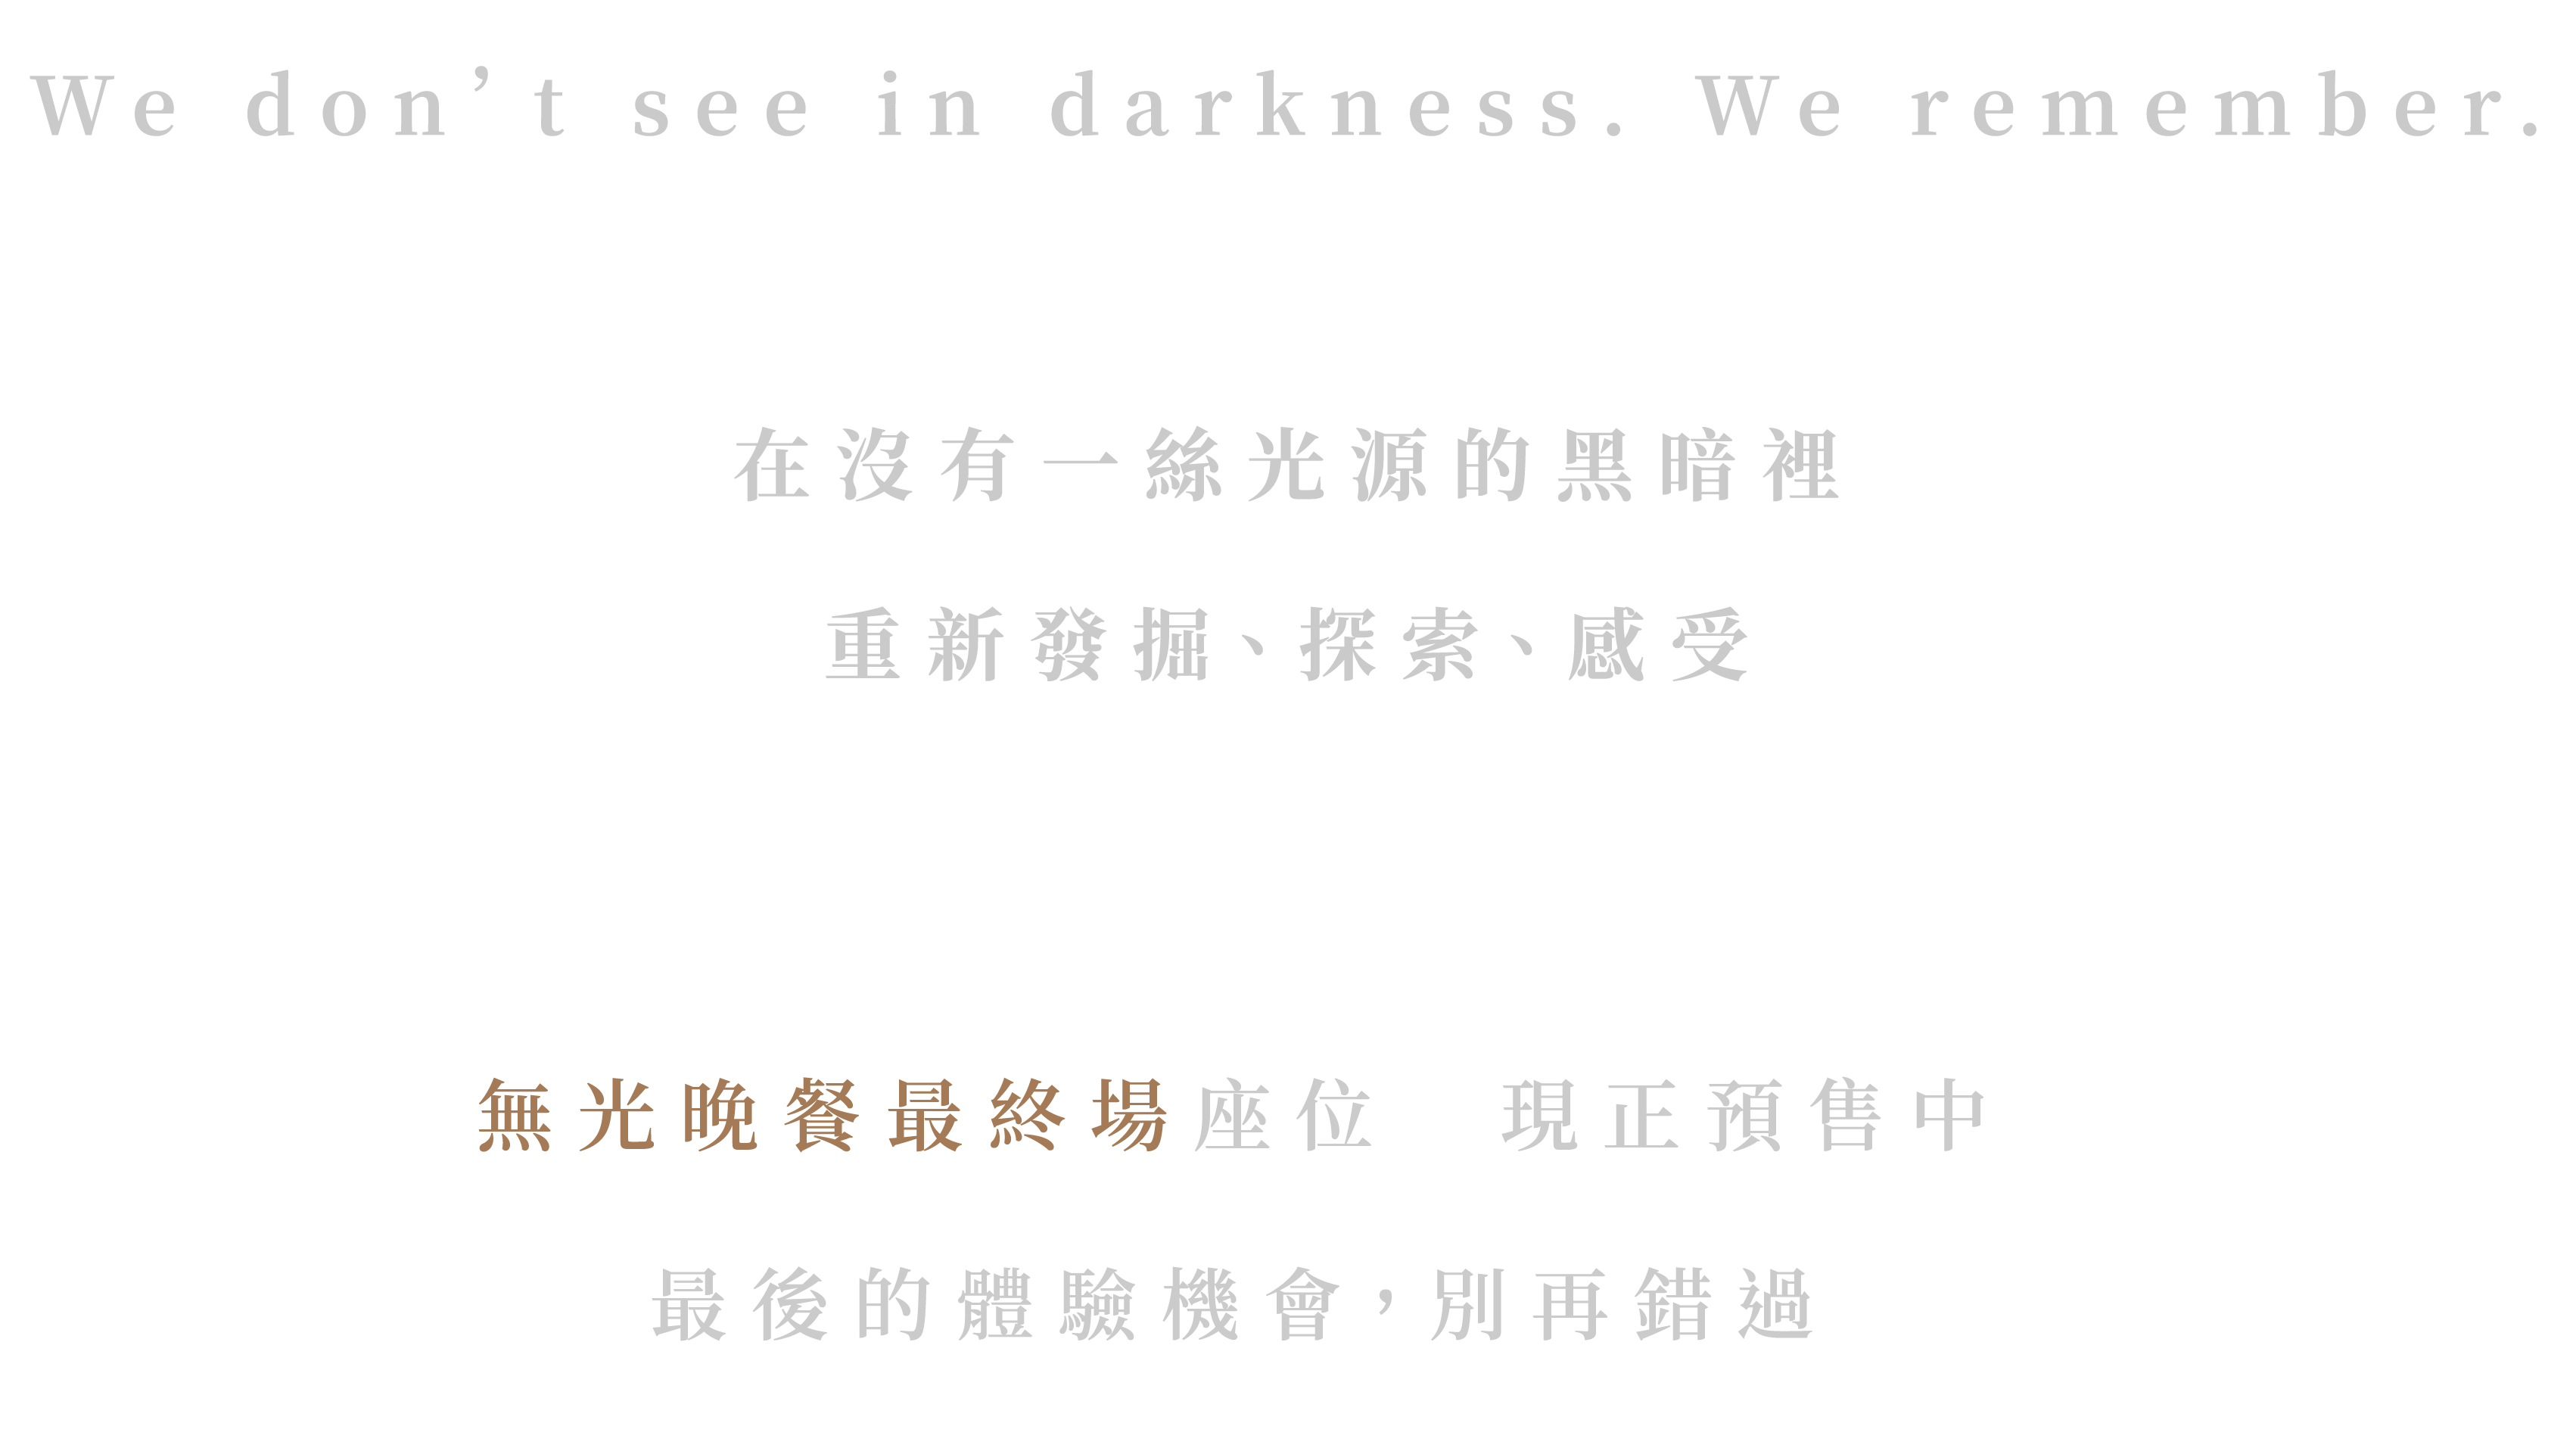 We don’t see in darkness. We remember.
在沒有一絲光源的黑暗裡
重新發掘、探索、感受
無光晚餐最終場座位　現正預售中
最後的體驗機會，別再錯過